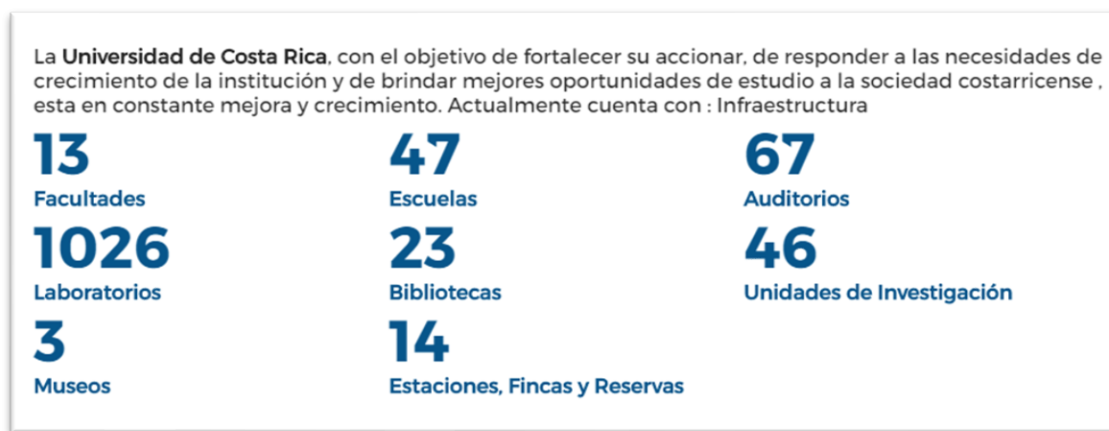 La Universidad de Costa Rica, con el objetivo de fortalecer su accionar, de responder a las necesidades de
crecimiento de la institución y de brindar mejores oportunidades de estudio a la sociedad costarricense ,
esta en constante mejora y crecimiento. Actualmente cuenta con : Infraestructura
13
Facultades
47
Escuelas
67
Auditorios
1026
Laboratorios
23
Bibliotecas
46
Unidades de Investigación
3
Museos
14
Estaciones, Fincas y Reservas